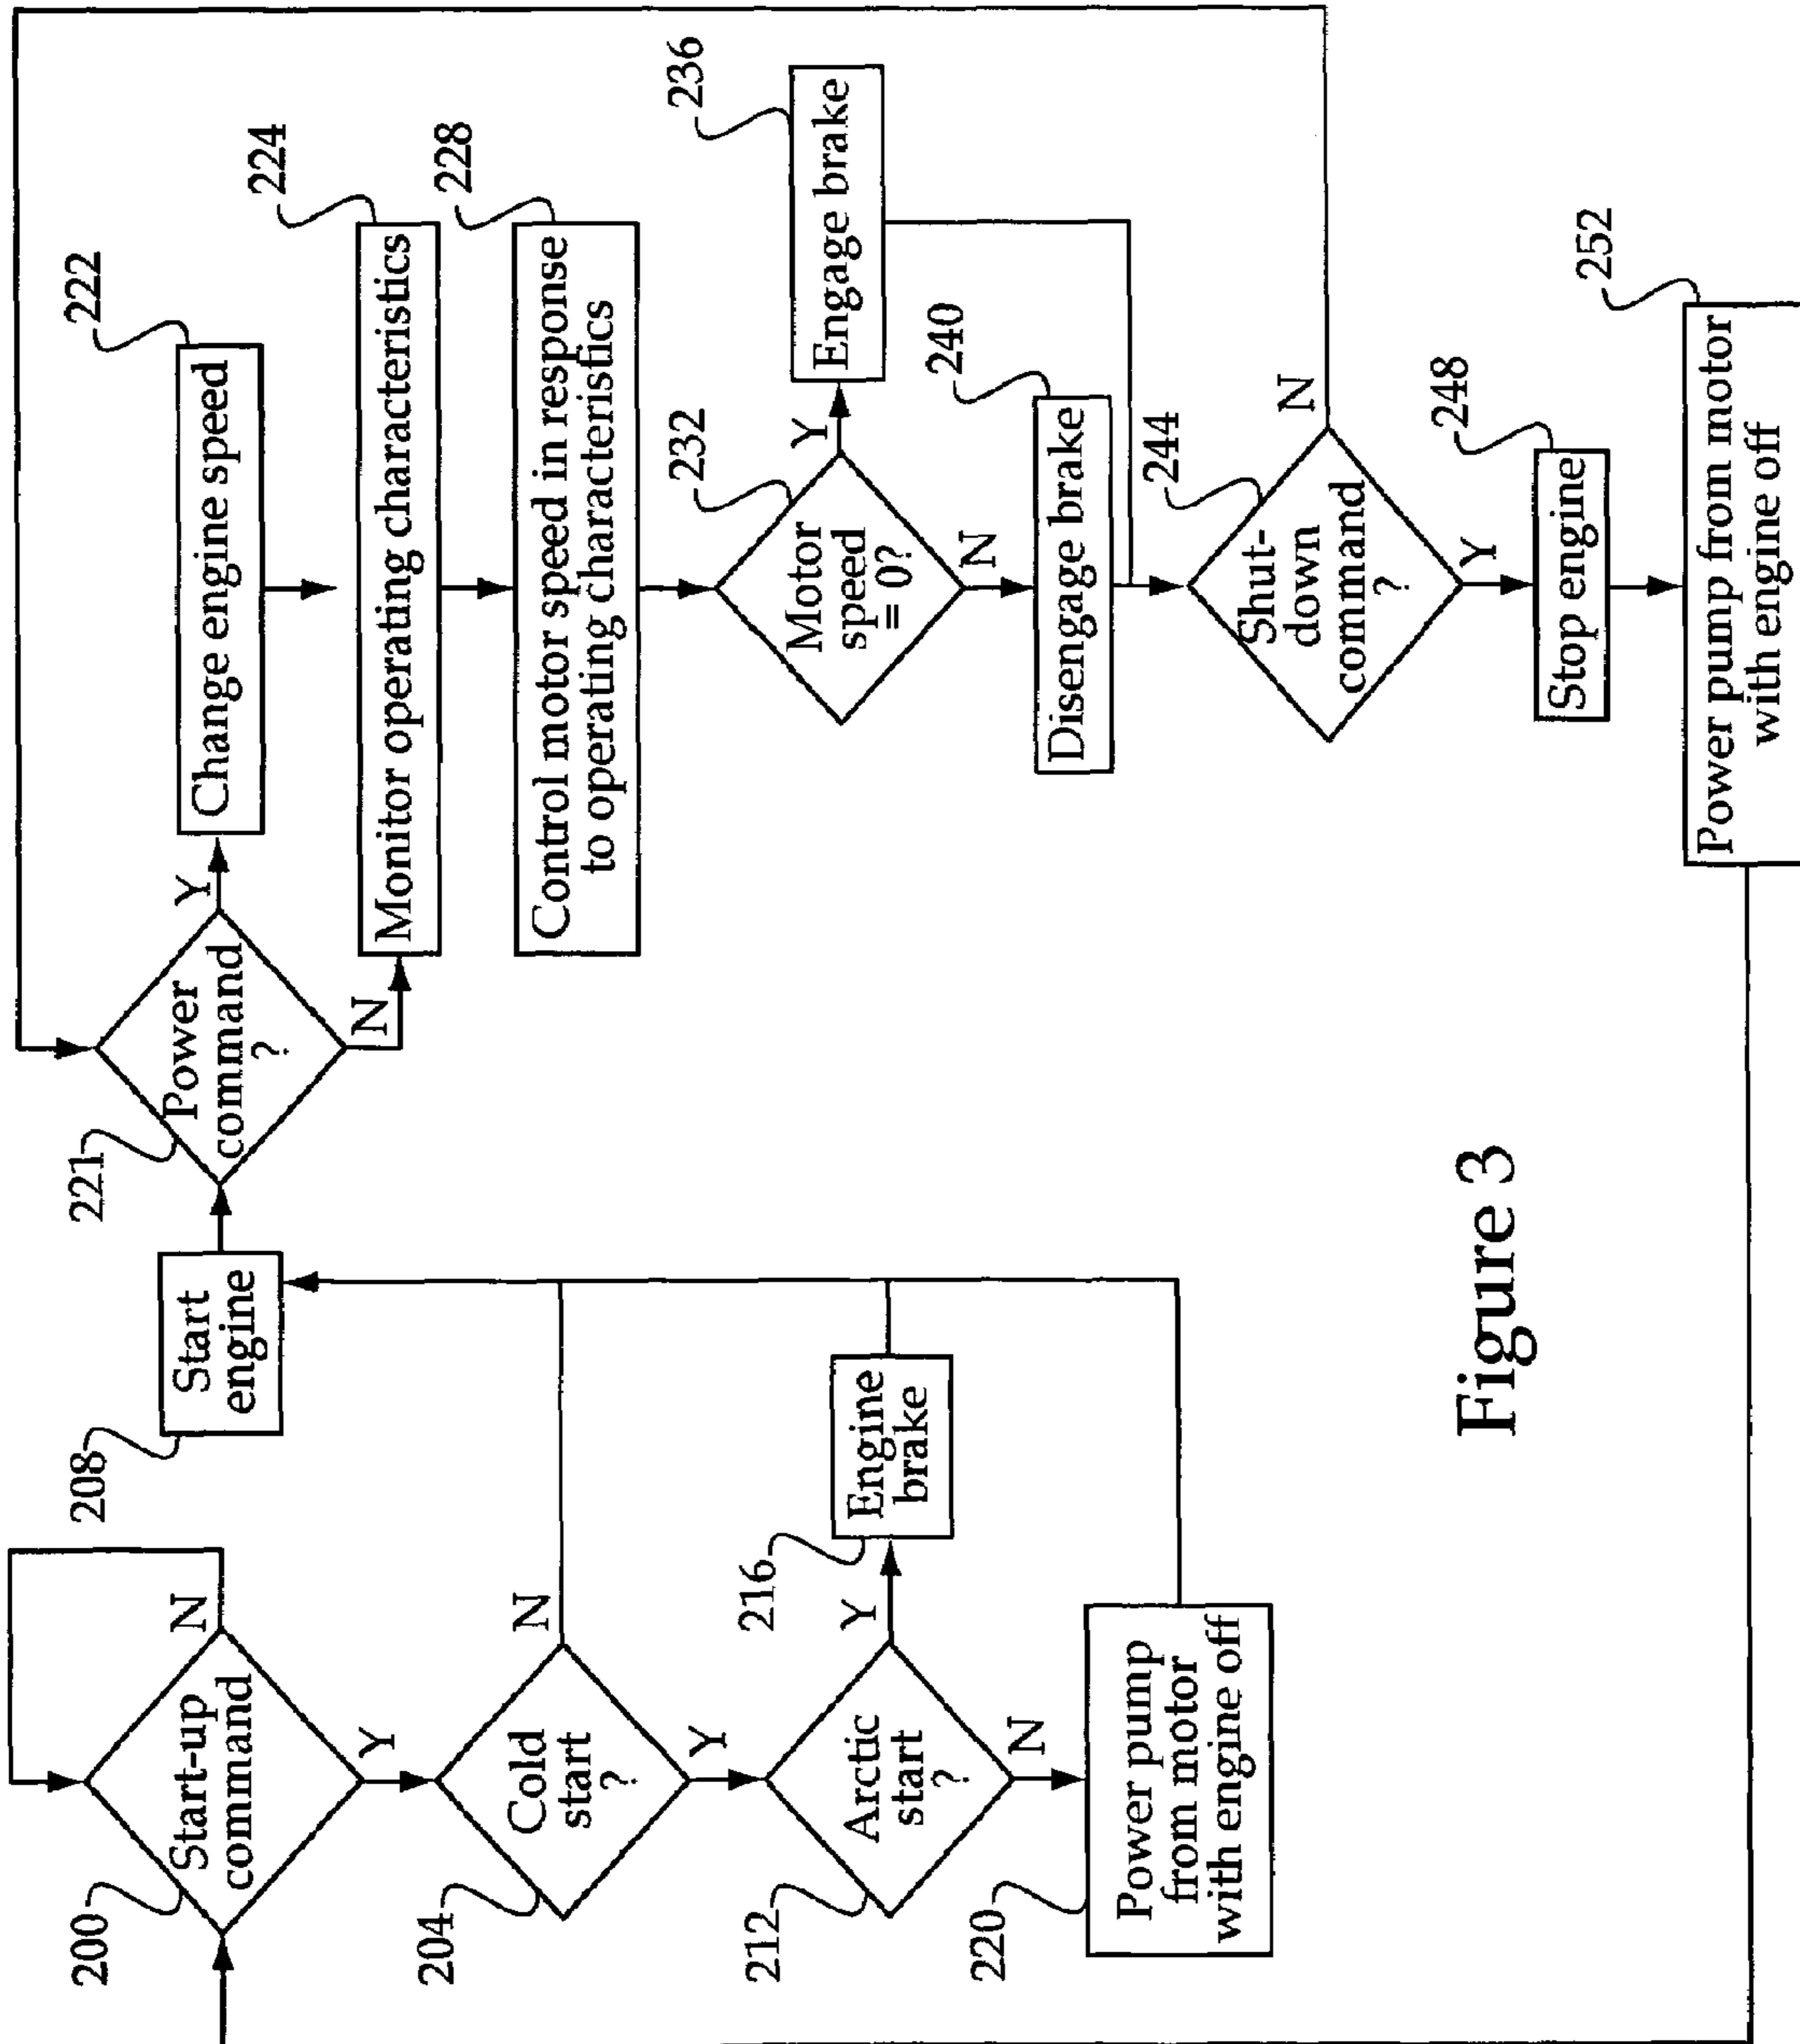 200
Start-up
command
N
Y
204
Cold
start
?
N
Y
212
Arctic
start
?
Y
N
216
Engine
brake
220
Power pump
from motor
with engine off
208
Start
engine
221
Power
command
?
Y
N
222
Change engine speed
224
Monitor operating characteristics
228
Control motor speed in response
to operating characteristics
232
Motor
speed
= 0?
Y
N
236
Engage brake
240
Disengage brake
244
Shut-
down
command
?
N
Y
248
Stop engine
252
Power pump from motor
with engine off
Figure 3